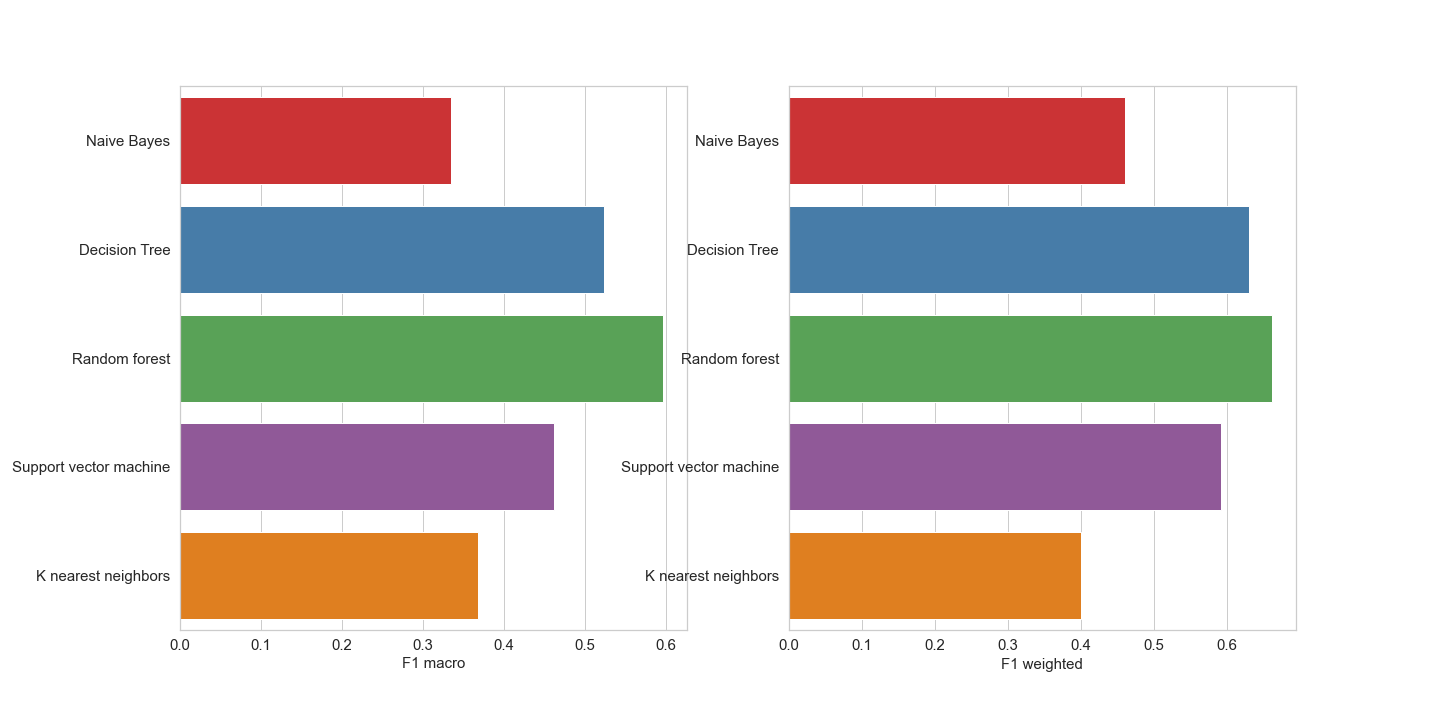 Naive Bayes
Decision Tree
Random forest
Support vector machine
K nearest neighbors
0.0 0.1 0.2 0.3 0.4 0.5 0.6
F1 macro
Naive Bayes
Decision Tree
Random forest
Support vector machine
K nearest neighbors
0.0 0.1 0.2 0.3 0.4 0.5 0.6
F1 weighted